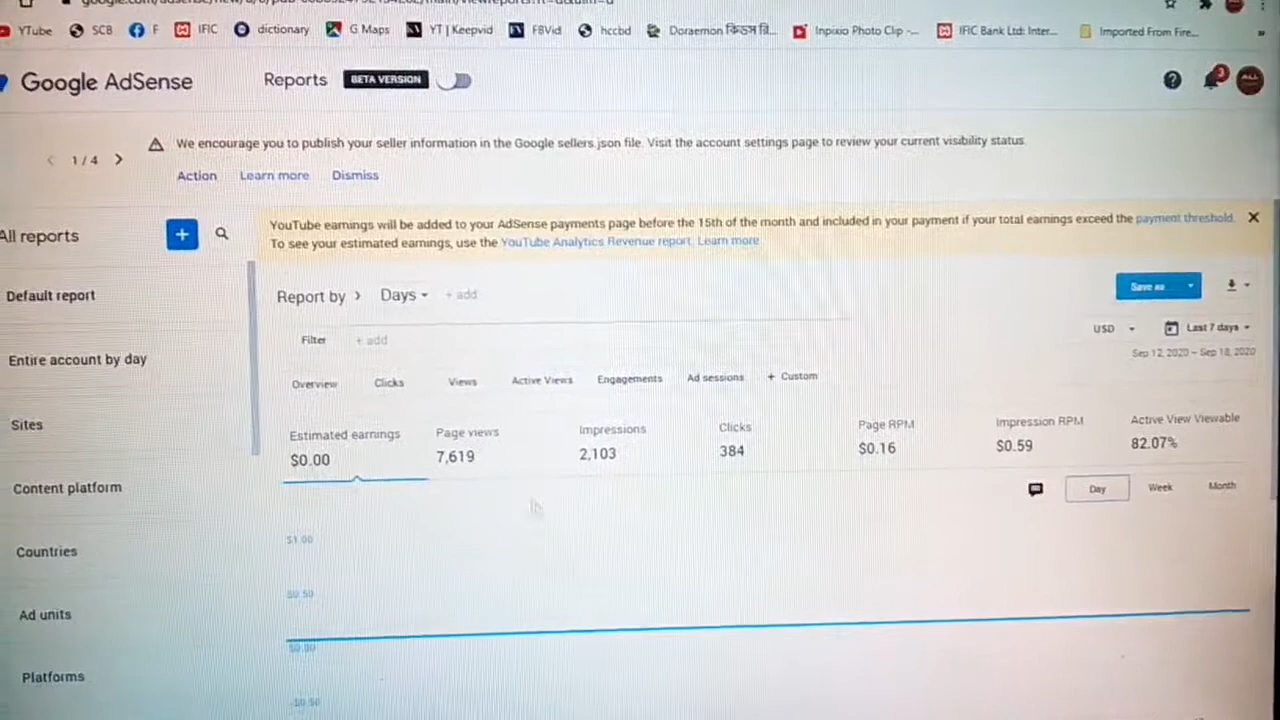 YTube SCB F IFIC dictionary G Maps YT | Keepvid FBVid hccbd Doraemon Inpixio Photo Clip -... IFIC Bank Ltd: Inter... Imported From Fire... »
Google AdSense Reports BETA VERSION 3
We encourage you to publish your seller information in the Google sellers.json file. Visit the account settings page to review your current visibility status.
< 1/4 >
Action Learn more Dismiss
All reports +
YouTube earnings will be added to your AdSense payments page before the 15th of the month and included in your payment if your total earnings exceed the payment threshold.
To see your estimated earnings, use the YouTube Analytics Revenue report. Learn more
Default report
Report by > Days + add
Save as
Filter + add
USD Last 7 days
Sep 12, 2020 – Sep 18, 2020
Entire account by day
Overview Clicks Views Active Views Engagements Ad sessions + Custom
Sites
Estimated earnings Page views Impressions Clicks Page RPM Impression RPM Active View Viewable
$0.00 7,619 2,103 384 $0.16 $0.59 82.07%
Content platform
Day Week Month
$1.00
Countries
$0.50
Ad units
$0.00
Platforms
-$0.50